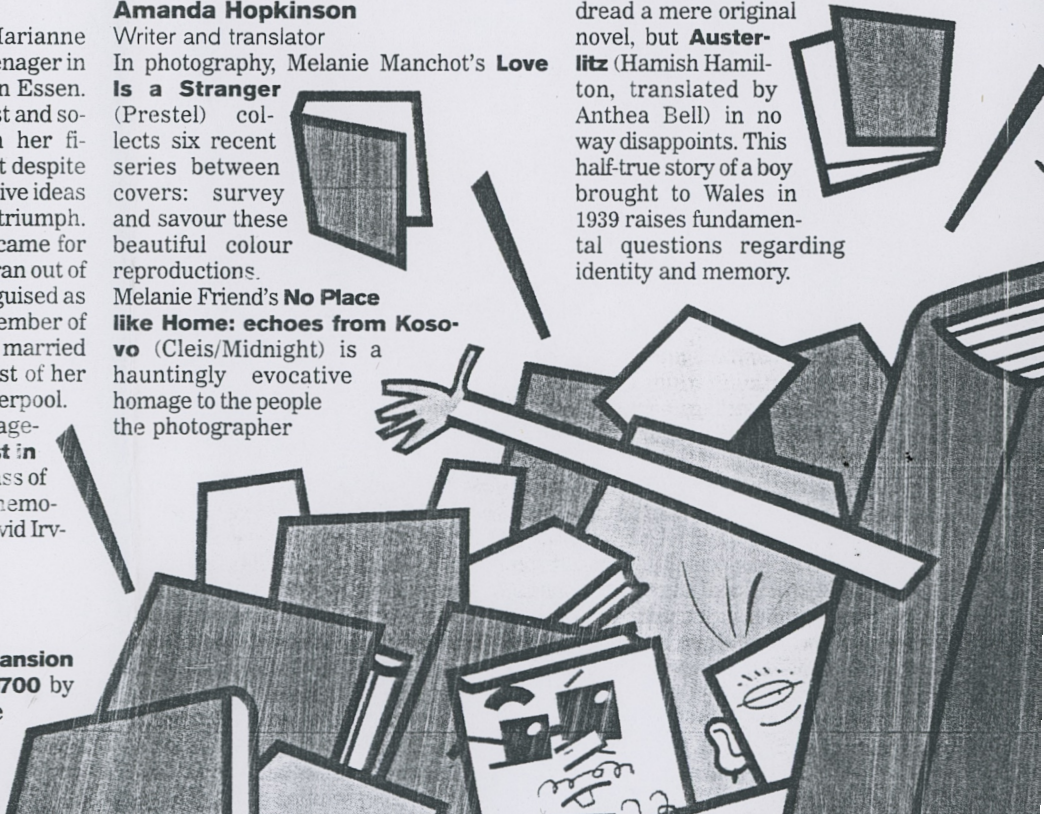 arianne
enager in
n Essen.
st and so-
her fi-
t despite
ive ideas
triumph.
came for
ran out of
guised as
ember of
married
st of her
erpool.
age-
st in
ss of
nemo-
vid Irv-
ansion
700 by
e
Amanda Hopkinson
Writer and translator
In photography, Melanie Manchot's Love
Is a Stranger
(Prestel) col-
lects six recent
series between
covers: survey
and savour these
beautiful colour
reproductions.
Melanie Friend's No Place
like Home: echoes from Koso-
vo (Cleis/Midnight) is a
hauntingly evocative
homage to the people
the photographer
dread a mere original
novel, but Auster-
litz (Hamish Hamil-
ton, translated by
Anthea Bell) in no
way disappoints. This
half-true story of a boy
brought to Wales in
1939 raises fundamen-
tal questions regarding
identity and memory.